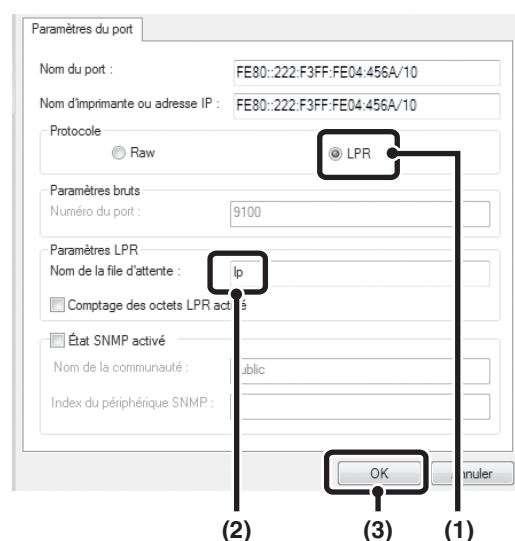 Paramètres du port
Nom du port : FE80::222:F3FF:FE04:456A/10
Nom d'imprimante ou adresse IP : FE80::222:F3FF:FE04:456A/10
Protocole
Raw LPR
Paramètres bruts
Numéro du port : 9100
Paramètres LPR
Nom de la file d'attente : lp
Comptage des octets LPR
État SNMP activé
Nom de la communauté :
Index du périphérique SNMP :
OK
(2) (3) (1)